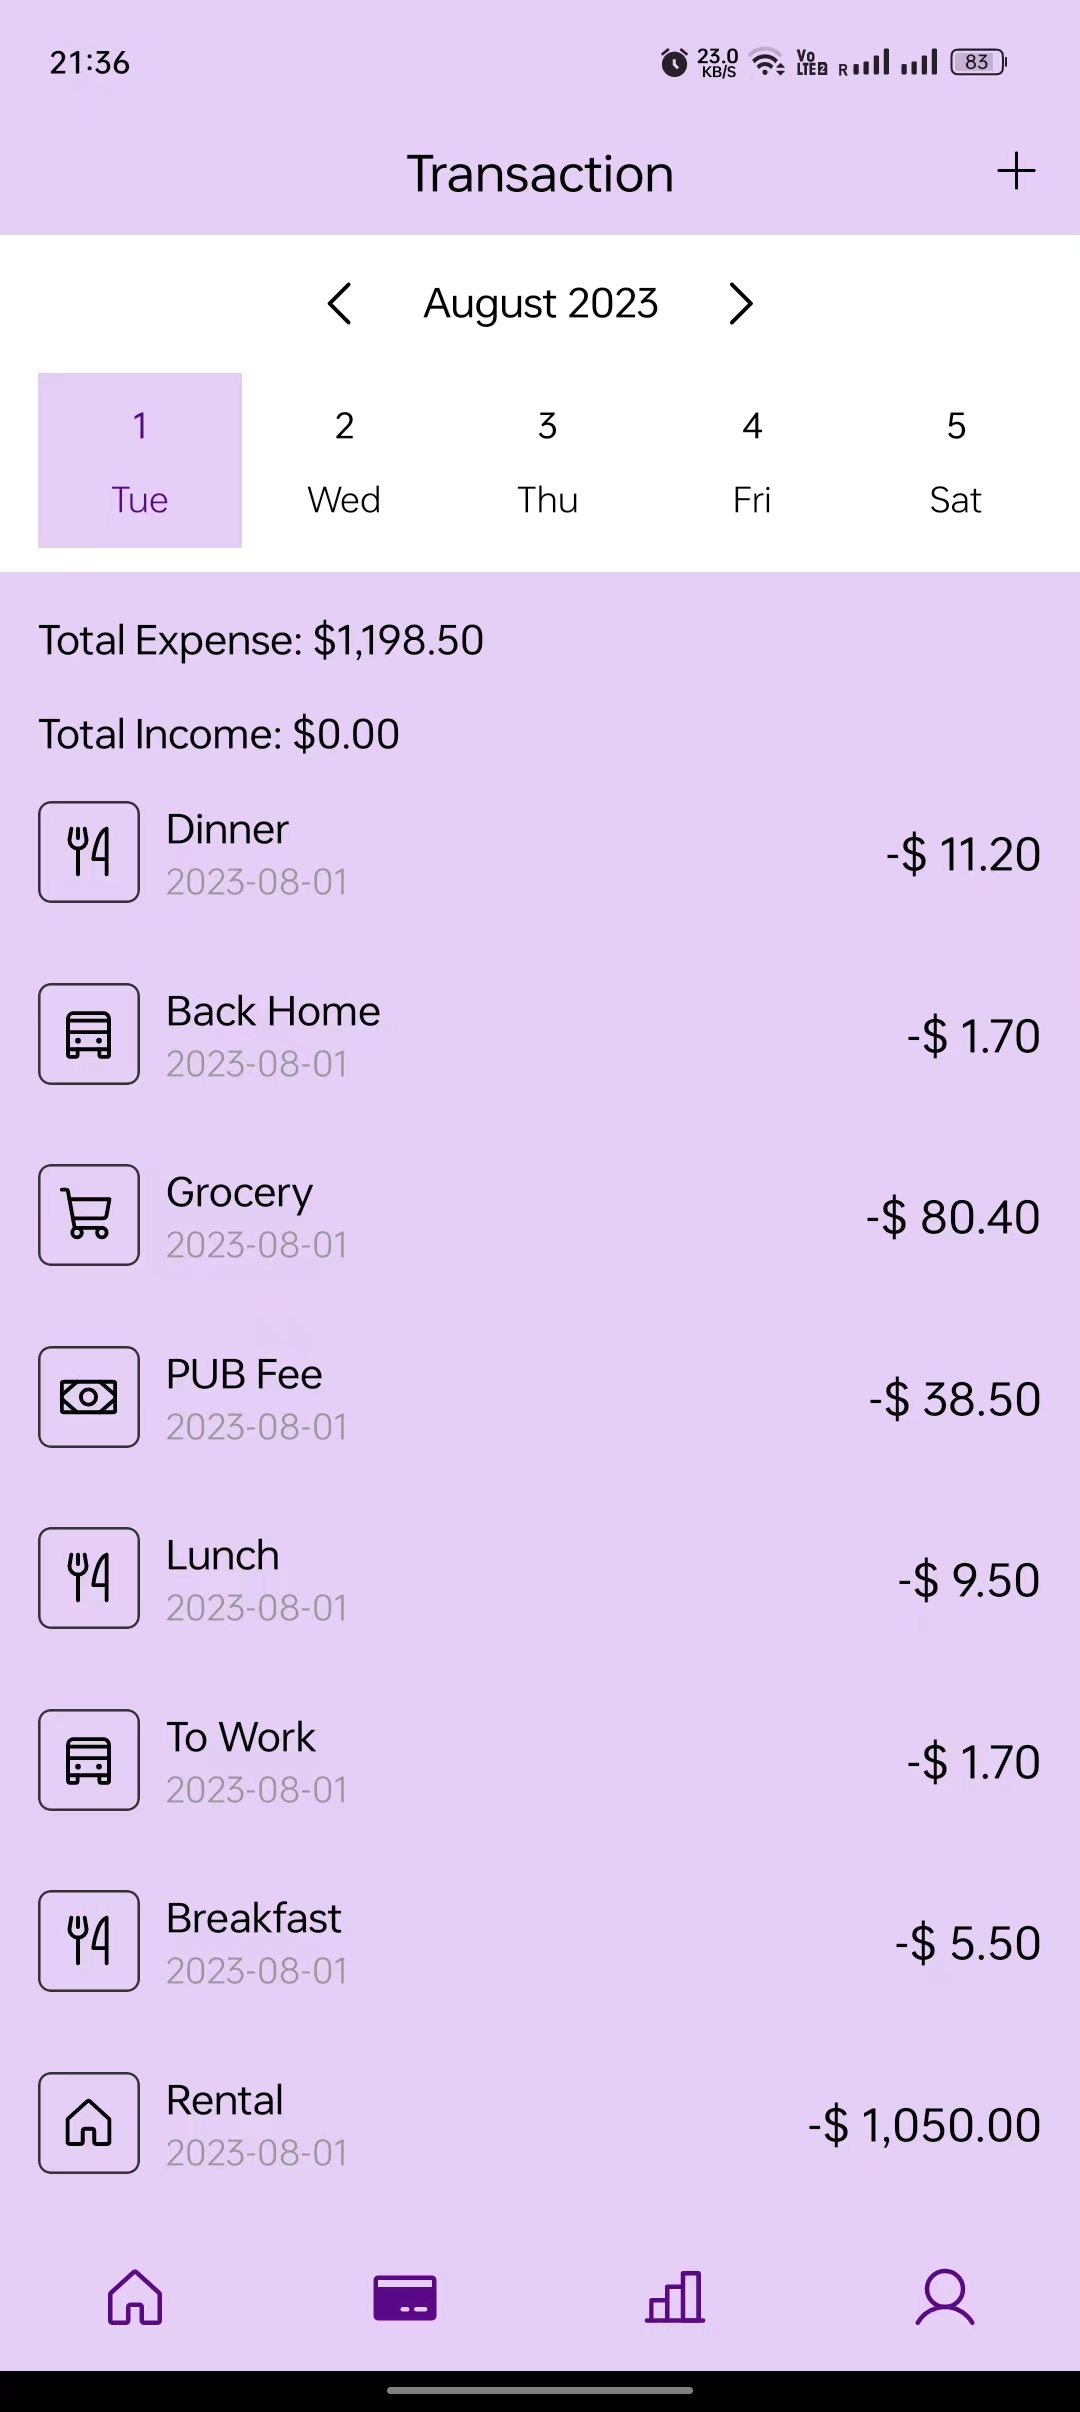 21:36 23.0 KB/S Vo LTE 2 R 83
Transaction
August 2023
1 2 3 4 5
Tue Wed Thu Fri Sat
Total Expense: $1,198.50
Total Income: $0.00
Dinner
2023-08-01
-$ 11.20
Back Home
2023-08-01
-$ 1.70
Grocery
2023-08-01
-$ 80.40
PUB Fee
2023-08-01
-$ 38.50
Lunch
2023-08-01
-$ 9.50
To Work
2023-08-01
-$ 1.70
Breakfast
2023-08-01
-$ 5.50
Rental
2023-08-01
-$ 1,050.00